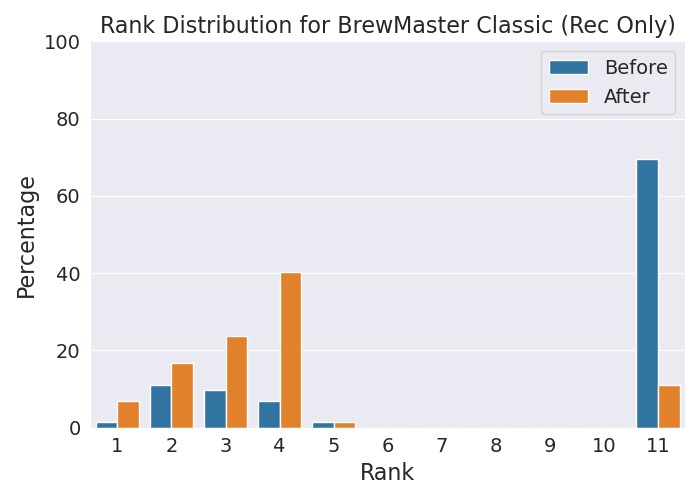 Rank Distribution for BrewMaster Classic (Rec Only)
100
80
60
40
20
0
Percentage
Before
After
1 2 3 4 5 6 7 8 9 10 11
Rank